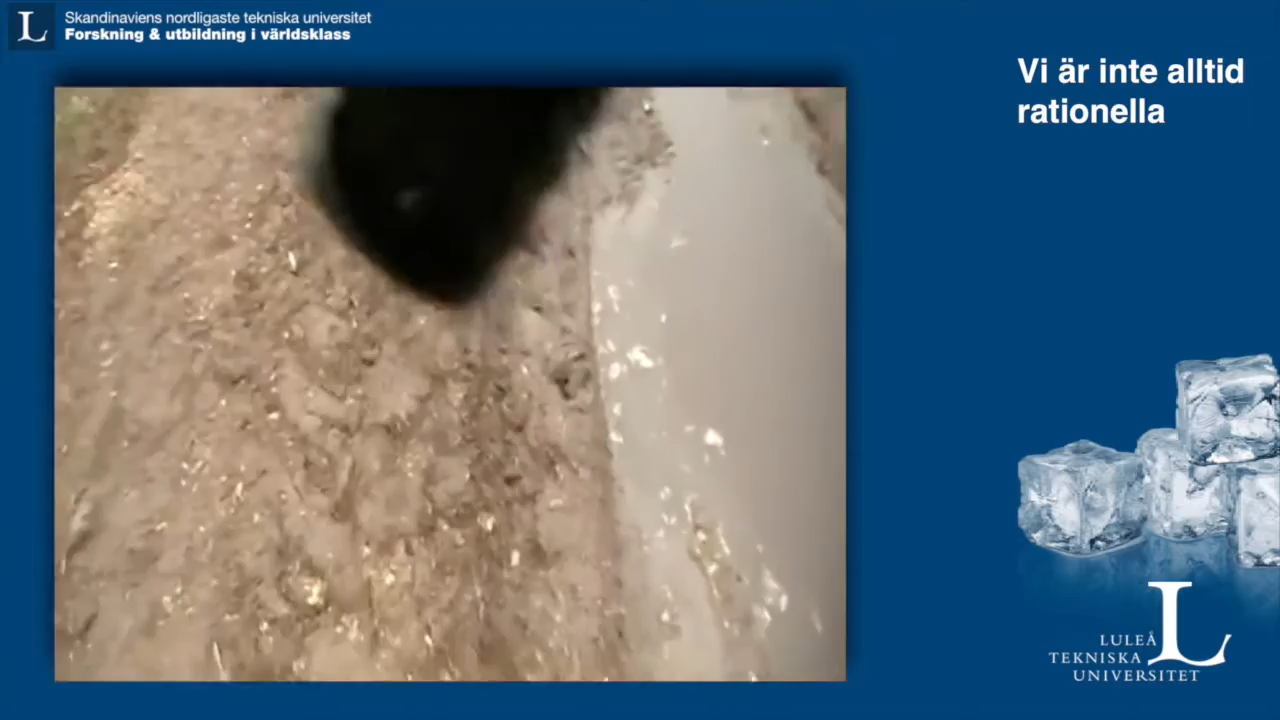 L
Skandinaviens nordligaste tekniska universitet
Forskning & utbildning i världsklass
Vi är inte alltid
rationella
L
LULEÅ
TEKNISKA
UNIVERSITET